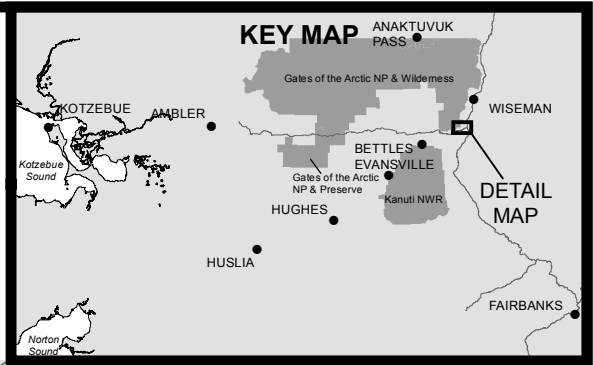 KEY MAP
ANAKTUVUK
PASS
Gates of the Arctic NP & Wilderness
KOTZEBUE
AMBLER
WISEMAN
Kotzebue
Sound
BETTLES
EVANSVILLE
Gates of the Arctic
NP & Preserve
Kanuti NWR
DETAIL
MAP
HUGHES
HUSLIA
FAIRBANKS
Norton
Sound